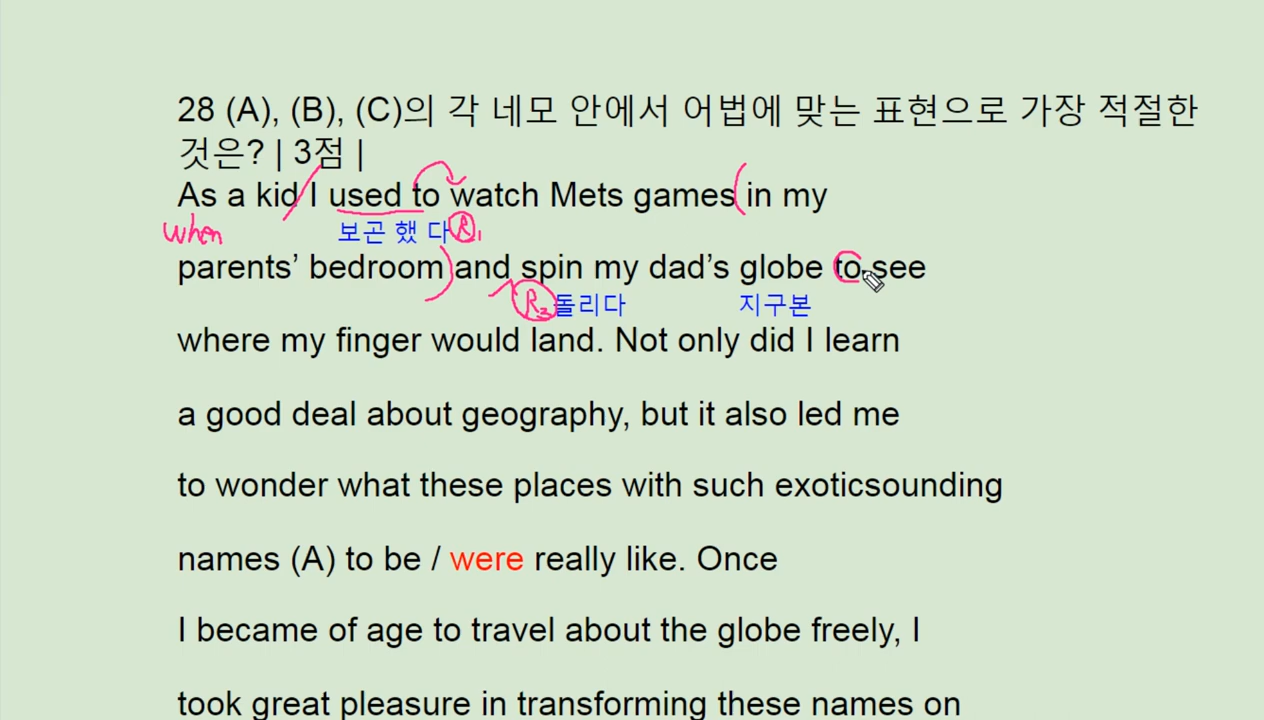 28 (A), (B), (C)의 각 네모 안에서 어법에 맞는 표현으로 가장 적절한
것은? | 3점 |
As a kid I used to watch Mets games in my
when 보곤 했 다 R1
parents’ bedroom and spin my dad’s globe to see
R2 돌리다 지구본
where my finger would land. Not only did I learn
a good deal about geography, but it also led me
to wonder what these places with such exoticsounding
names (A) to be / were really like. Once
I became of age to travel about the globe freely, I
took great pleasure in transforming these names on